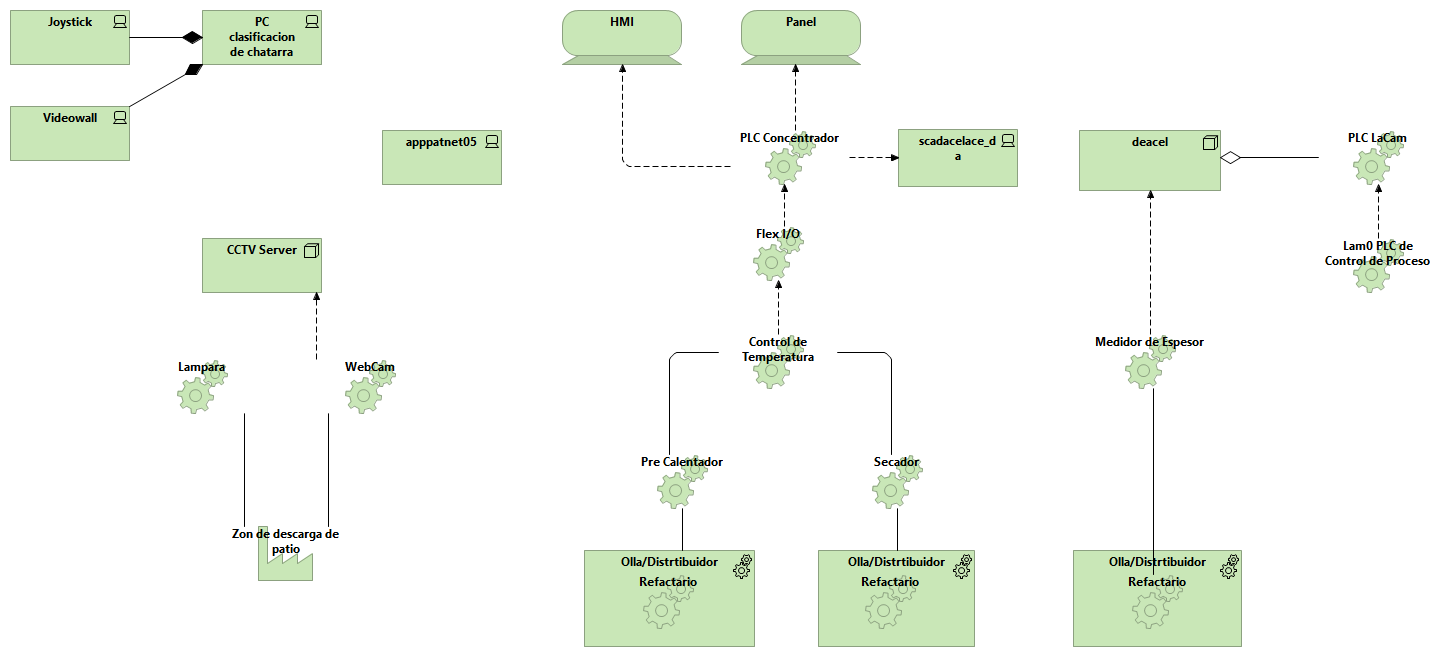 Joystick
PC
clasificacion
de chatarra
HMI
Panel
Videowall
apppatnet05
PLC Concentrador
scadacelace_d
a
deacel
PLC LaCam
CCTV Server
Flex I/O
Lam0 PLC de
Control de Proceso
Lampara
WebCam
Control de
Temperatura
Medidor de Espesor
Pre Calentador
Secador
Zon de descarga de
patio
Olla/Distrtibuidor
Refactario
Olla/Distrtibuidor
Refactario
Olla/Distrtibuidor
Refactario